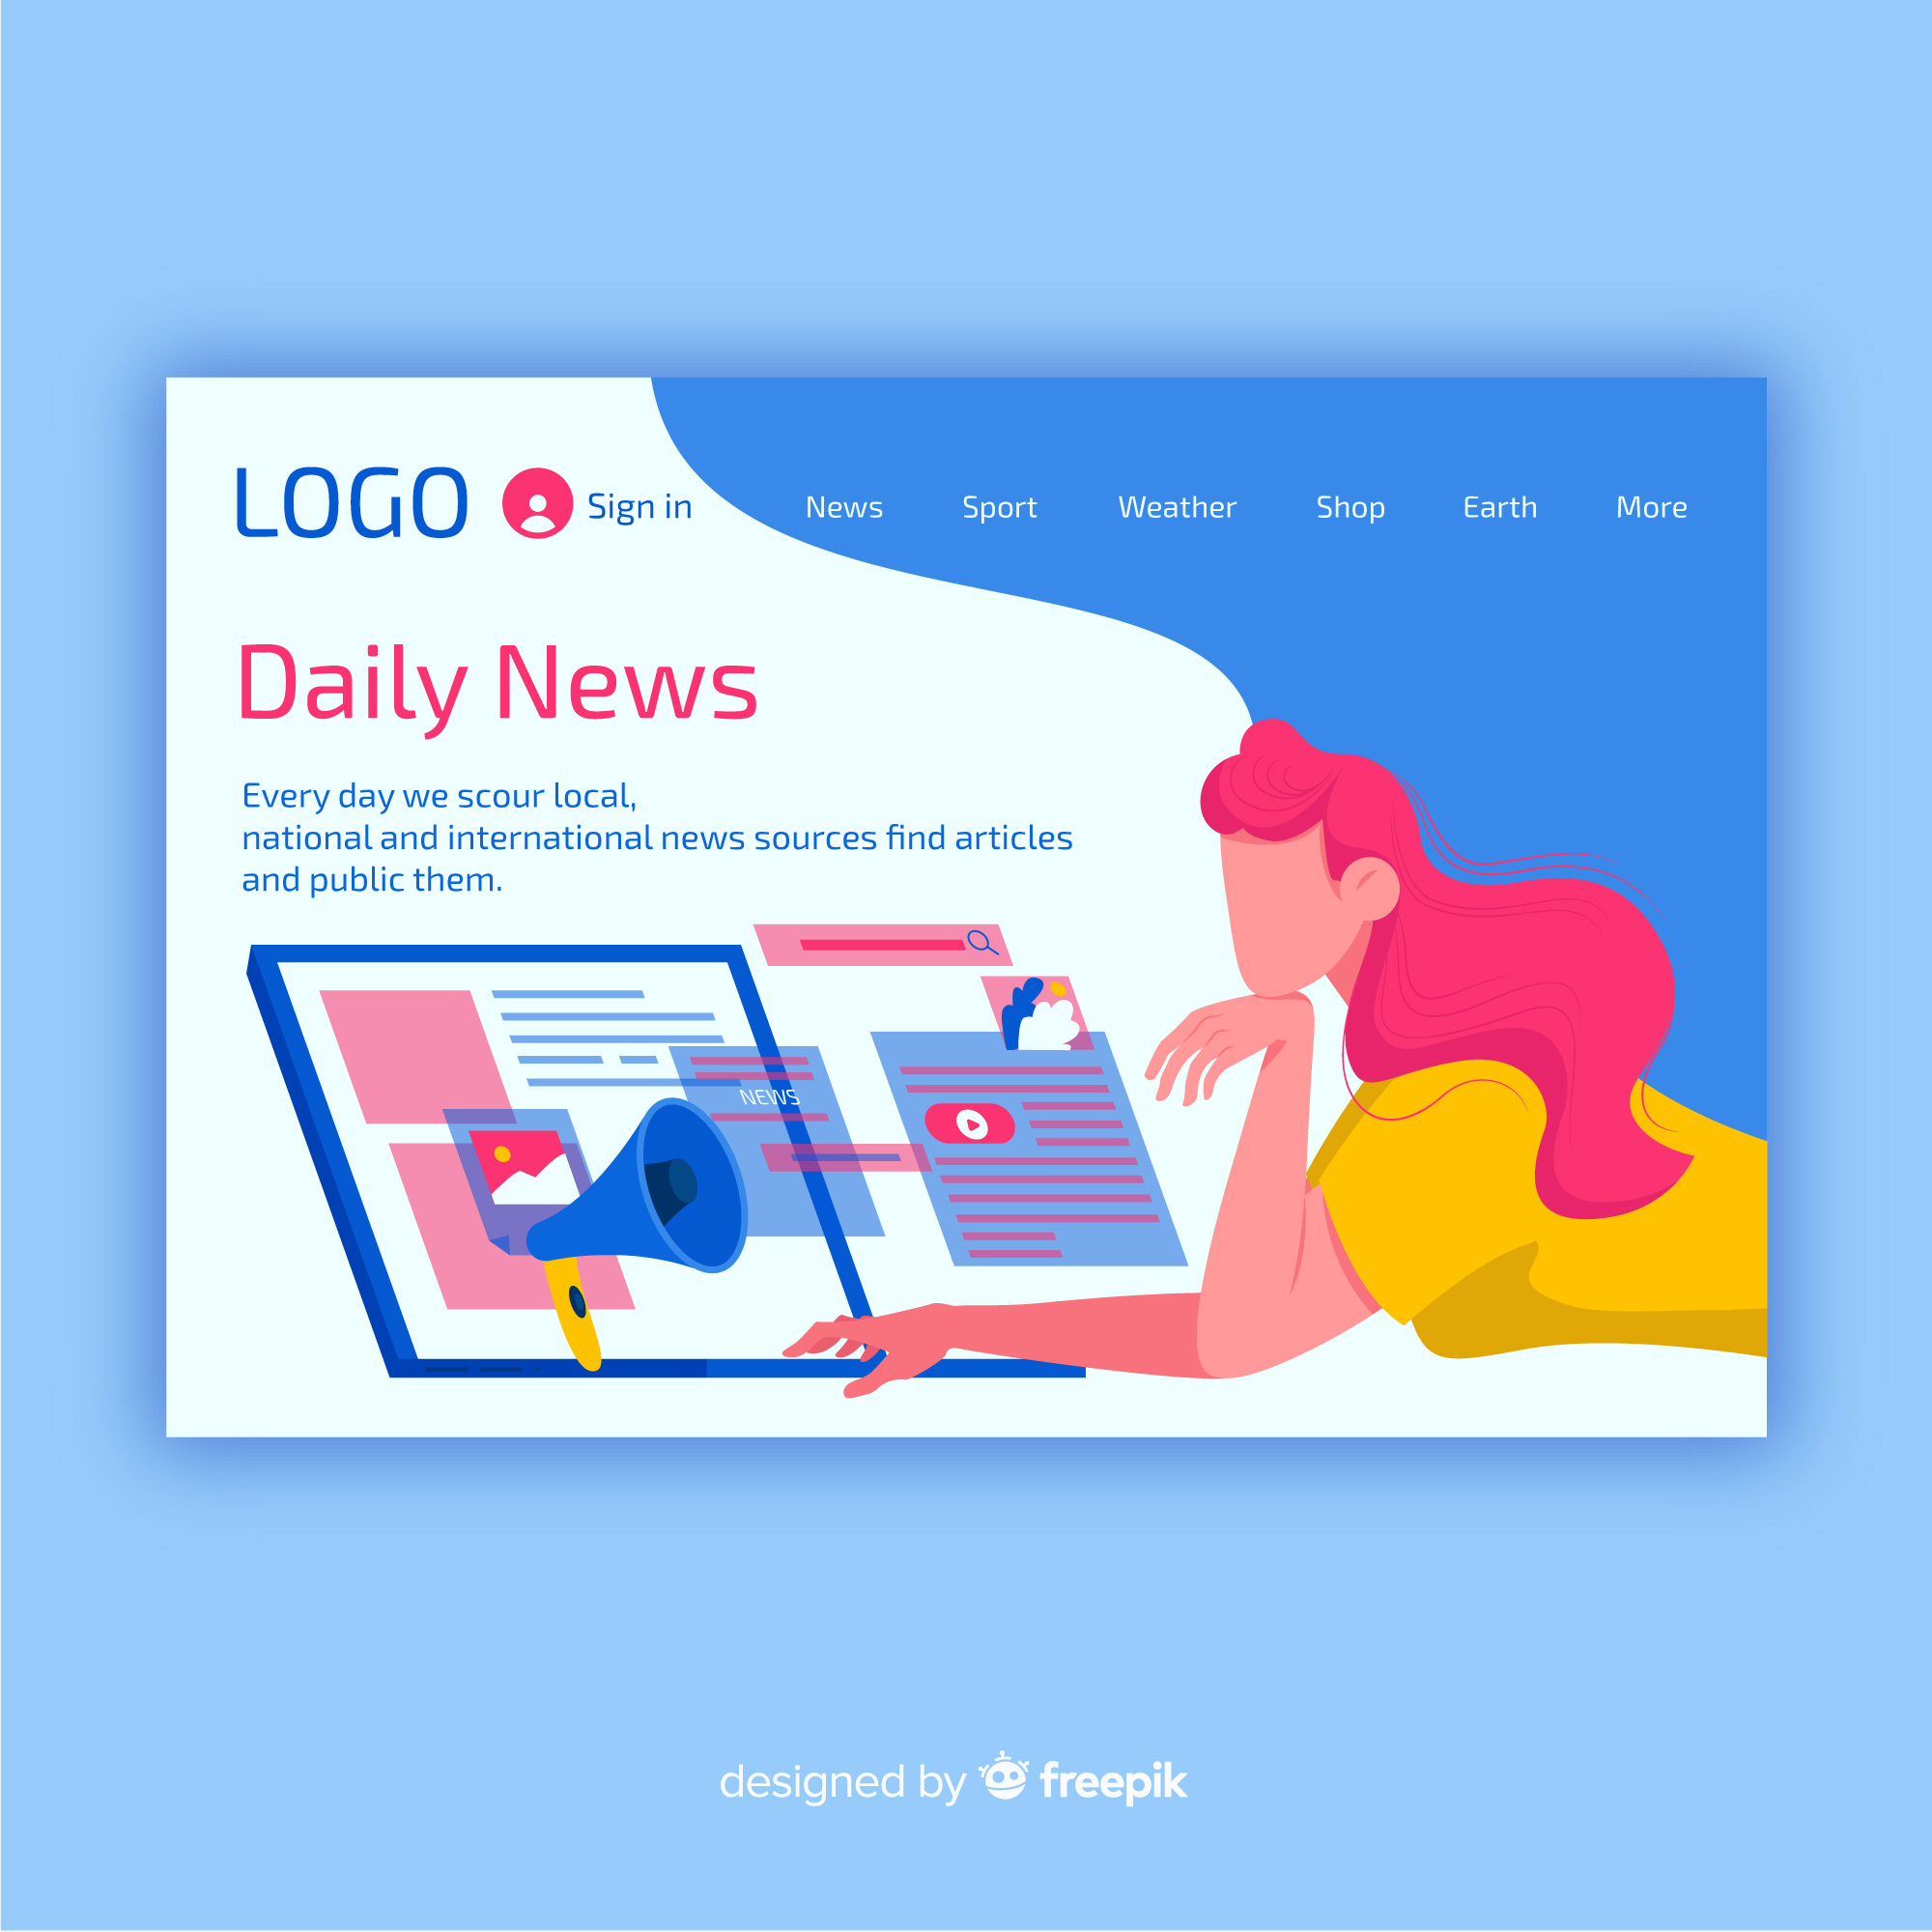 LOGO Sign in News Sport Weather Shop Earth More
Daily News
Every day we scour local,
national and international news sources find articles
and public them.
NEWS
designed by freepik